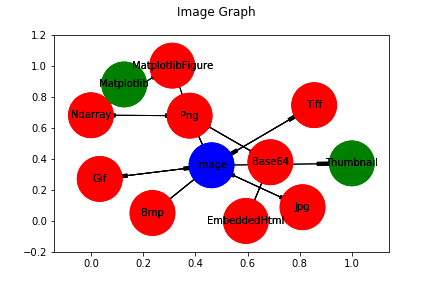 Image Graph
1.2
1.0
0.8
0.6
0.4
0.2
0.0
−0.2
MatplotlibFigure
Matplotlib
Tiff
Ndarray
Png
Image
Base64
Thumbnail
Gif
Bmp
EmbeddedHtml
Jpg
0.0 0.2 0.4 0.6 0.8 1.0